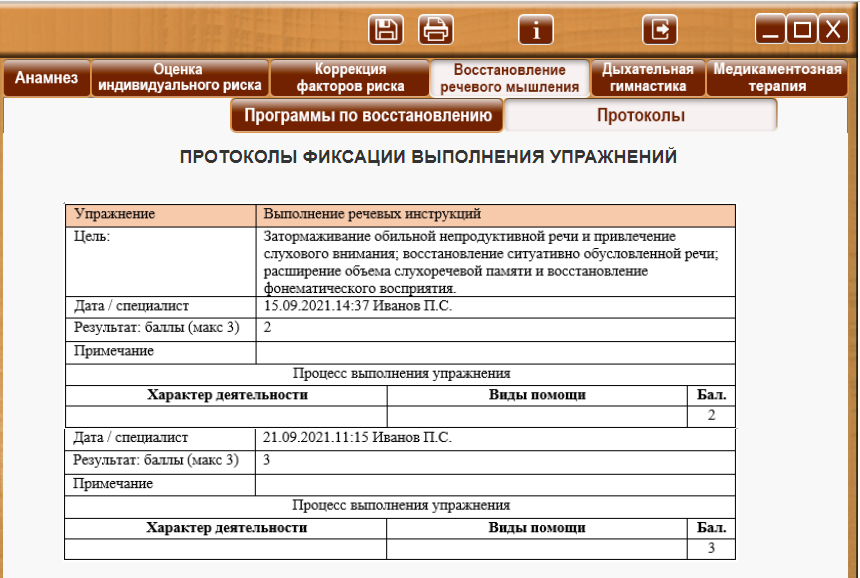 Анамнез
Оценка
индивидуального риска
Коррекция
факторов риска
Восстановление
речевого мышления
Дыхательная
гимнастика
Медикаментозная
терапия
Программы по восстановлению
Протоколы
ПРОТОКОЛЫ ФИКСАЦИИ ВЫПОЛНЕНИЯ УПРАЖНЕНИЙ
Упражнение Выполнение речевых инструкций
Цель: Затормаживание обильной непродуктивной речи и привлечение
слухового внимания; восстановление ситуативно обусловленной речи;
расширение объема слухоречевой памяти и восстановление
фонематического восприятия.
Дата / специалист 15.09.2021.14:37 Иванов П.С.
Результат: баллы (макс 3) 2
Примечание
Процесс выполнения упражнения
Характер деятельности Виды помощи Бал.
2
Дата / специалист 21.09.2021.11:15 Иванов П.С.
Результат: баллы (макс 3) 3
Примечание
Процесс выполнения упражнения
Характер деятельности Виды помощи Бал.
3